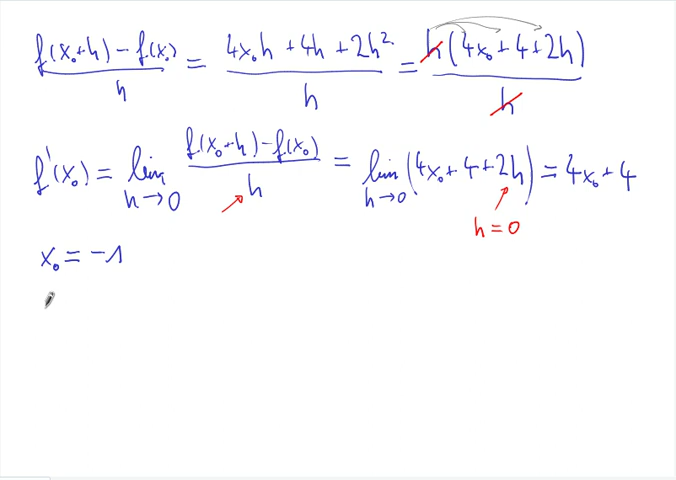 (f(x₀+h) − f(x₀))/h = (4x₀h + 4h + 2h²)/h = h(4x₀ + 4 + 2h)/h
f'(x₀) = lim h→0 (f(x₀+h) − f(x₀))/h = lim h→0 (4x₀ + 4 + 2h) = 4x₀ + 4
h = 0
x₀ = −1